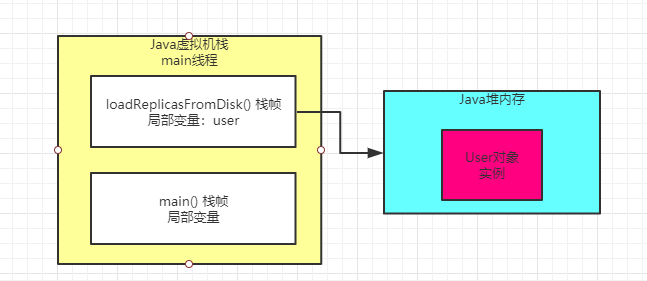 Java虚拟机栈
main线程
loadReplicasFromDisk() 栈帧
局部变量：user
main() 栈帧
局部变量
Java堆内存
User对象
实例